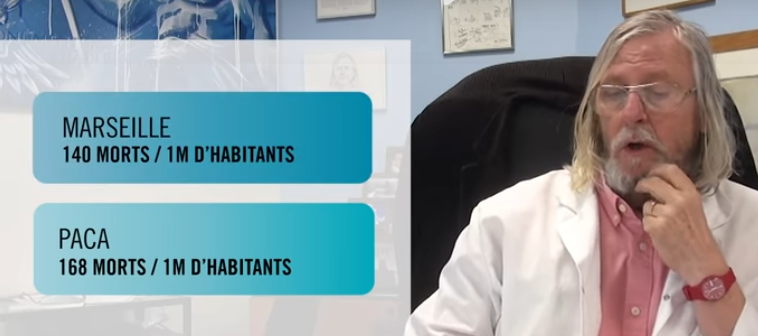 MARSEILLE
140 MORTS / 1M D'HABITANTS
PACA
168 MORTS / 1M D'HABITANTS